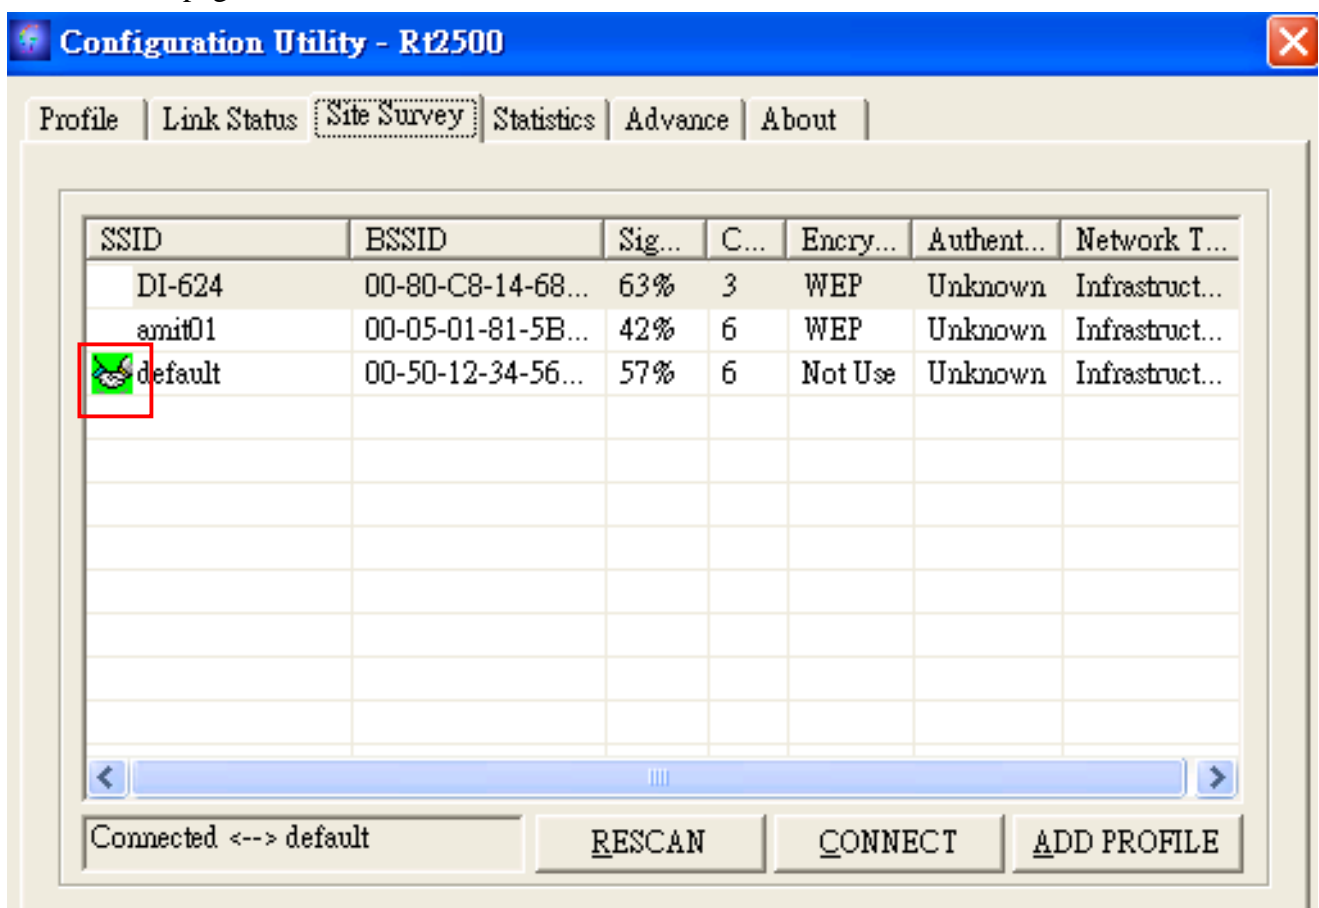 Configuration Utility - Rt2500
Profile Link Status Site Survey Statistics Advance About
SSID BSSID Sig... C... Encry... Authent... Network T...
DI-624 00-80-C8-14-68... 63% 3 WEP Unknown Infrastruct...
amit01 00-05-01-81-5B... 42% 6 WEP Unknown Infrastruct...
default 00-50-12-34-56... 57% 6 Not Use Unknown Infrastruct...
Connected <--> default RESCAN CONNECT ADD PROFILE